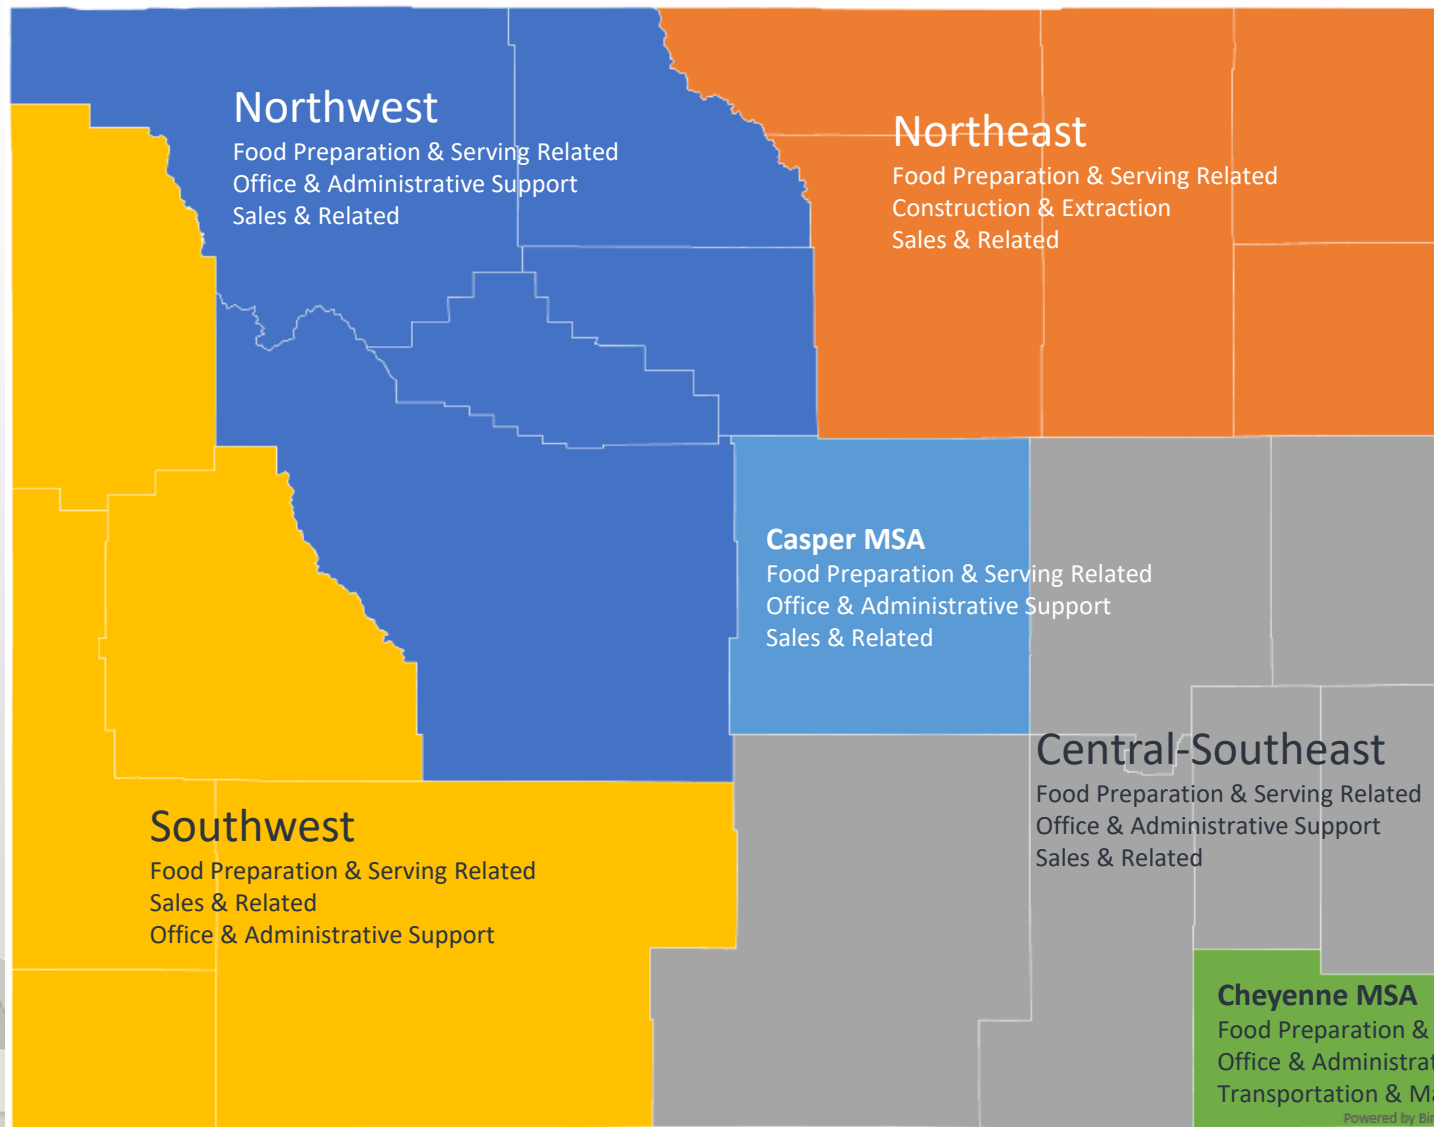 Northwest
Food Preparation & Serving Related
Office & Administrative Support
Sales & Related
Northeast
Food Preparation & Serving Related
Construction & Extraction
Sales & Related
Casper MSA
Food Preparation & Serving Related
Office & Administrative Support
Sales & Related
Central-Southeast
Food Preparation & Serving Related
Office & Administrative Support
Sales & Related
Southwest
Food Preparation & Serving Related
Sales & Related
Office & Administrative Support
Cheyenne MSA
Food Preparation &
Office &
Transportation &
Powered by